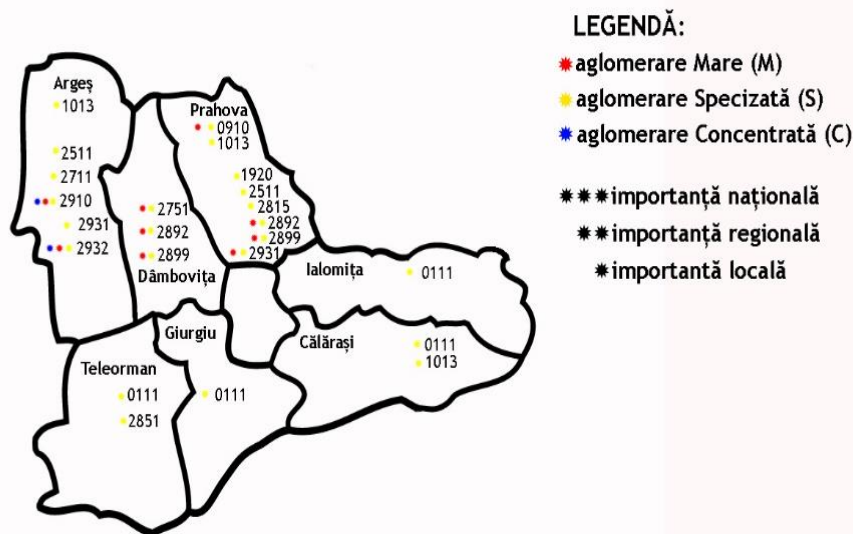 LEGENDĂ:
aglomerare Mare (M)
aglomerare Specizată (S)
aglomerare Concentrată (C)
importanță națională
importanță regională
importantă locală
Argeș
1013
2511
2711
2910
2931
2932
Dâmbovița
2751
2892
2899
Prahova
0910
1013
1920
2511
2815
2892
2899
2931
Ialomița
0111
Călărași
0111
1013
Giurgiu
0111
Teleorman
0111
2851